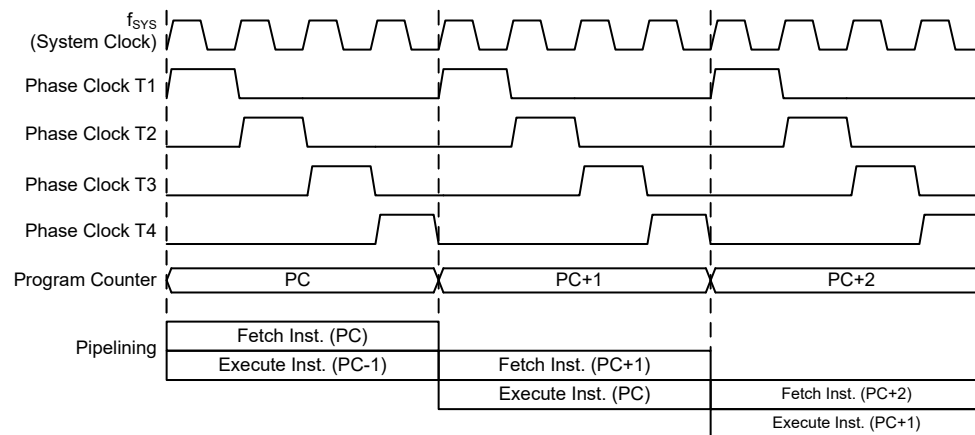 fSYS
(System Clock)
Phase Clock T1
Phase Clock T2
Phase Clock T3
Phase Clock T4
Program Counter
PC
PC+1
PC+2
Pipelining
Fetch Inst. (PC)
Execute Inst. (PC-1)
Fetch Inst. (PC+1)
Execute Inst. (PC)
Fetch Inst. (PC+2)
Execute Inst. (PC+1)